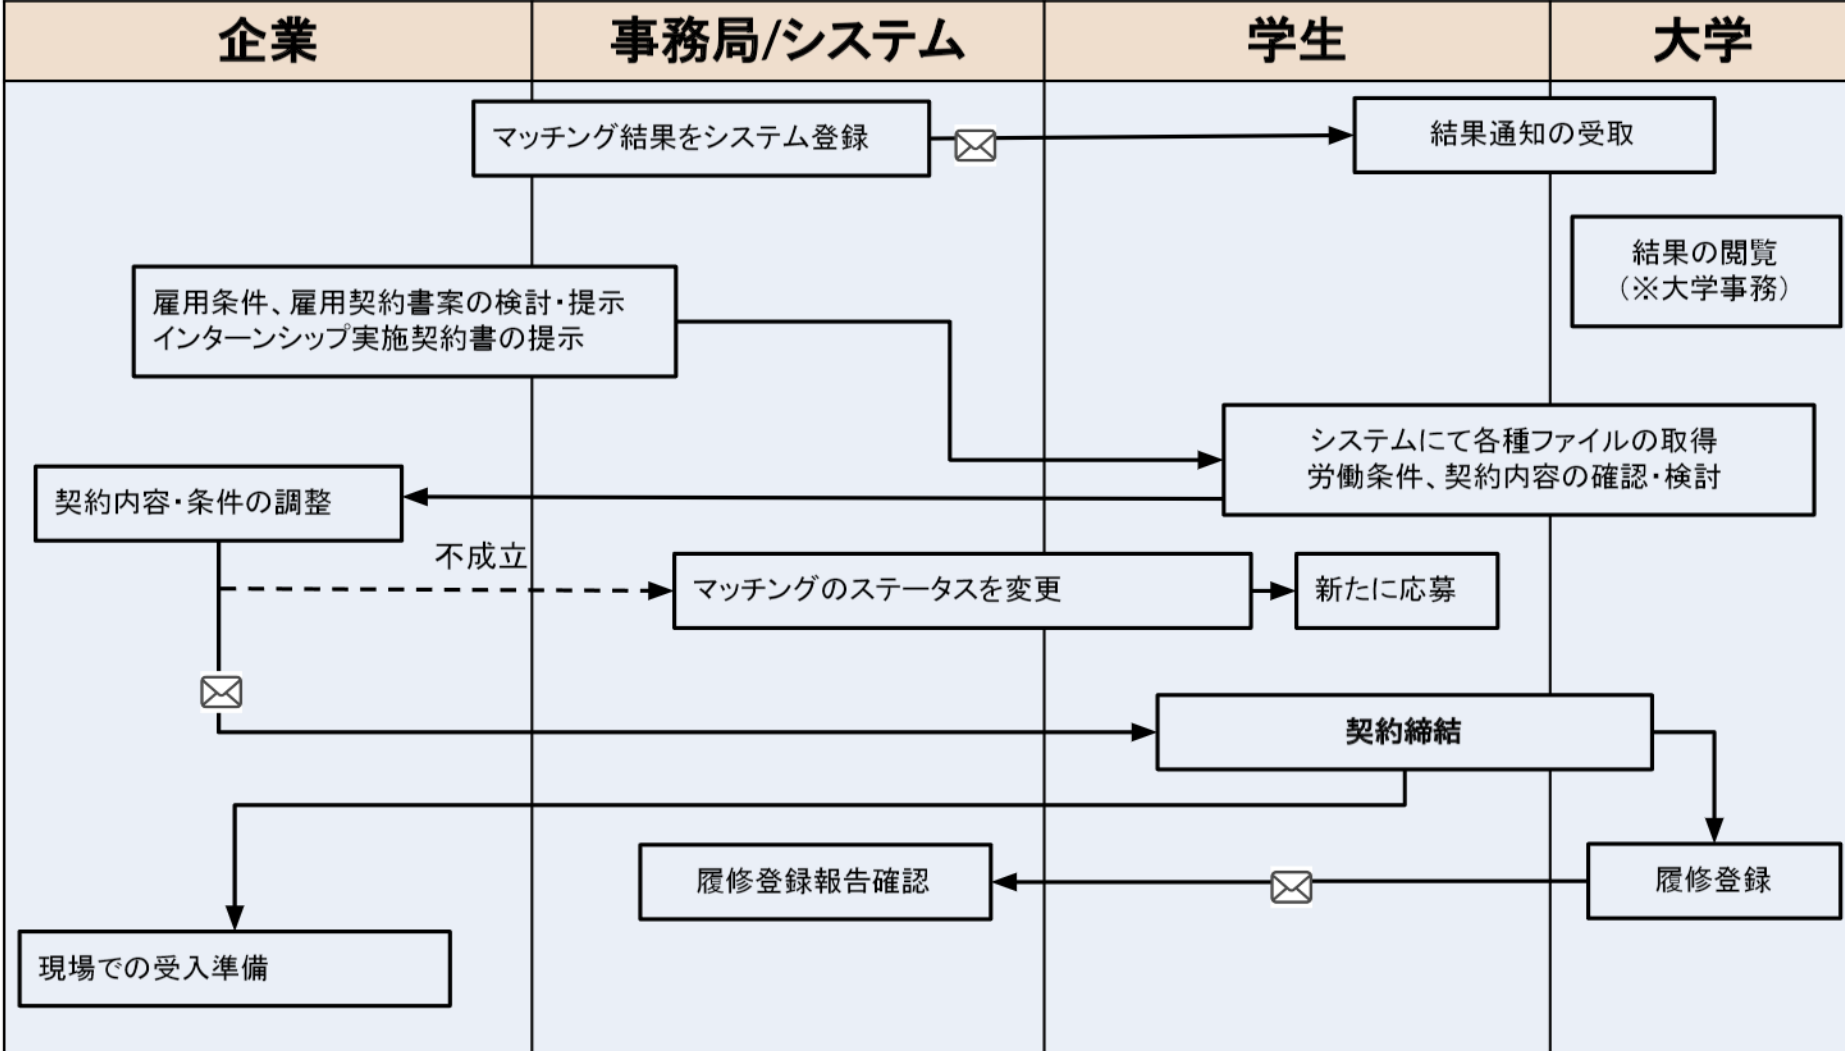 企業
事務局/システム
学生
大学
マッチング結果をシステム登録
結果通知の受取
結果の閲覧
(※大学事務)
雇用条件、雇用契約書案の検討・提示
インターンシップ実施契約書の提示
システムにて各種ファイルの取得
労働条件、契約内容の確認・検討
契約内容・条件の調整
不成立
マッチングのステータスを変更
新たに応募
契約締結
履修登録報告確認
履修登録
現場での受入準備